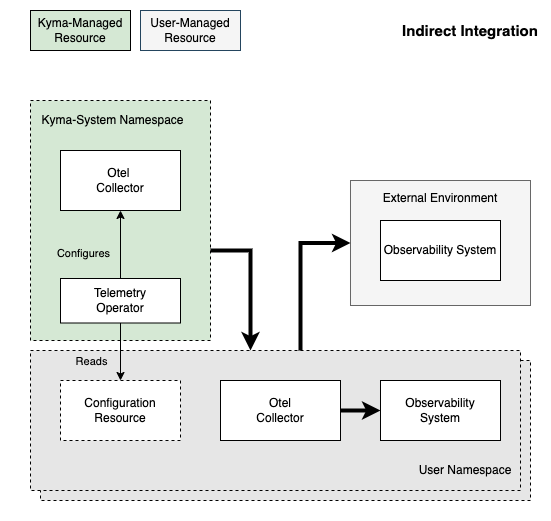 Kyma-Managed
Resource
User-Managed
Resource
Indirect Integration
Kyma-System Namespace
Otel
Collector
Configures
Telemetry
Operator
External Environment
Observability System
Reads
Configuration
Resource
Otel
Collector
Observability
System
User Namespace